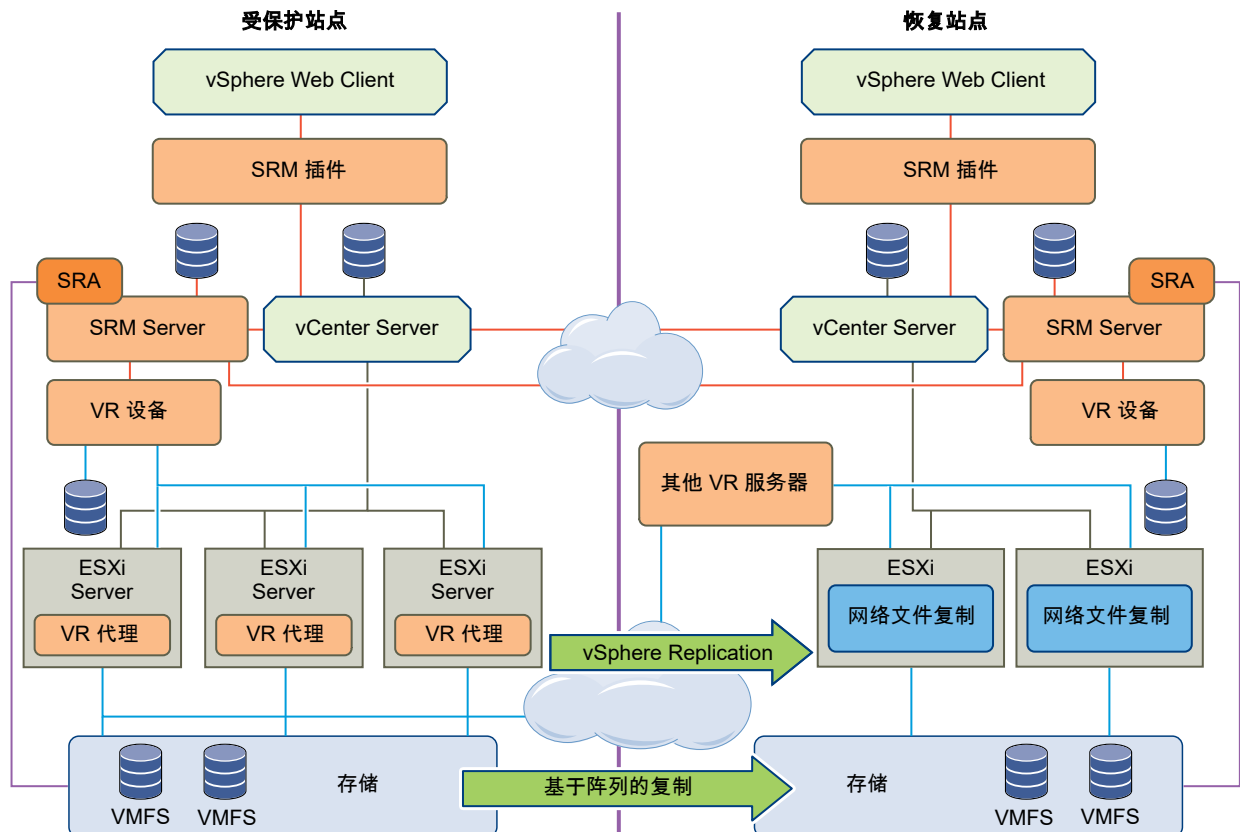 受保护站点
恢复站点
vSphere Web Client
vSphere Web Client
SRM 插件
SRM 插件
SRA
SRA
SRM Server
vCenter Server
vCenter Server
SRM Server
VR 设备
VR 设备
其他 VR 服务器
ESXi
Server
VR 代理
ESXi
Server
VR 代理
ESXi
Server
VR 代理
ESXi
网络文件复制
ESXi
网络文件复制
vSphere Replication
存储
基于阵列的复制
存储
VMFS
VMFS
VMFS
VMFS